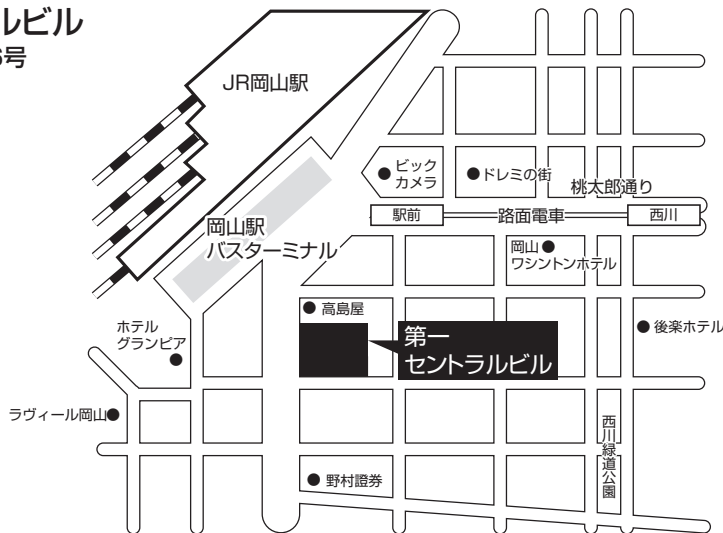 ルビル
号
JR岡山駅
ビック
カメラ
ドレミの街
桃太郎通り
駅前
路面電車
西川
岡山駅
バスターミナル
岡山
ワシントンホテル
高島屋
第一
セントラルビル
後楽ホテル
ホテル
グランビア
ラヴィール岡山
西川緑道公園
野村證券